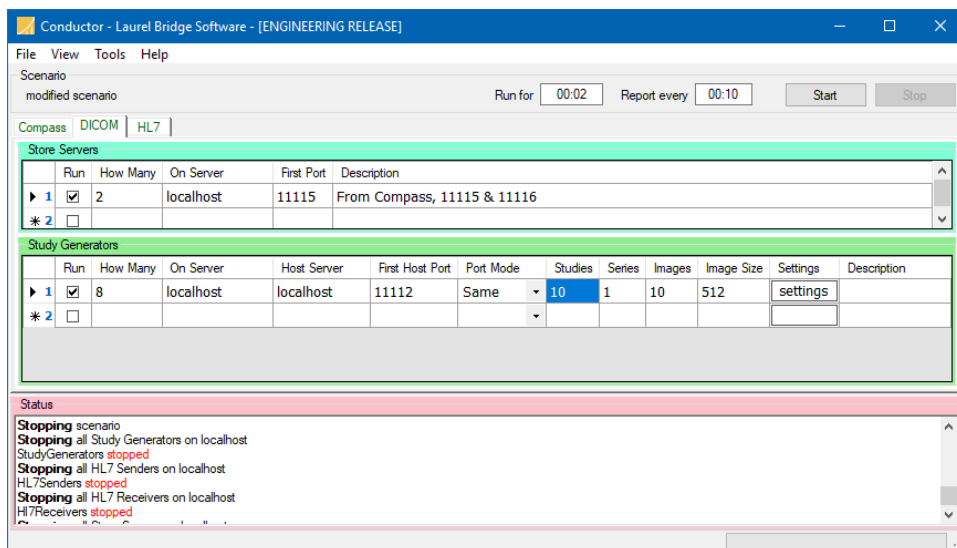 Conductor - Laurel Bridge Software - [ENGINEERING RELEASE]
File View Tools Help
Scenario
modified scenario Run for 00:02 Report every 00:10 Start Stop
Compass DICOM HL7
Store Servers
Run How Many On Server First Port Description
1 2 localhost 11115 From Compass, 11115 & 11116
* 2
Study Generators
Run How Many On Server Host Server First Host Port Port Mode Studies Series Images Image Size Settings Description
1 8 localhost localhost 11112 Same 10 1 10 512 settings
* 2
Status
Stopping scenario
Stopping all Study Generators on localhost
StudyGenerators stopped
Stopping all HL7 Senders on localhost
HL7Senders stopped
Stopping all HL7 Receivers on localhost
Hl7Receivers stopped